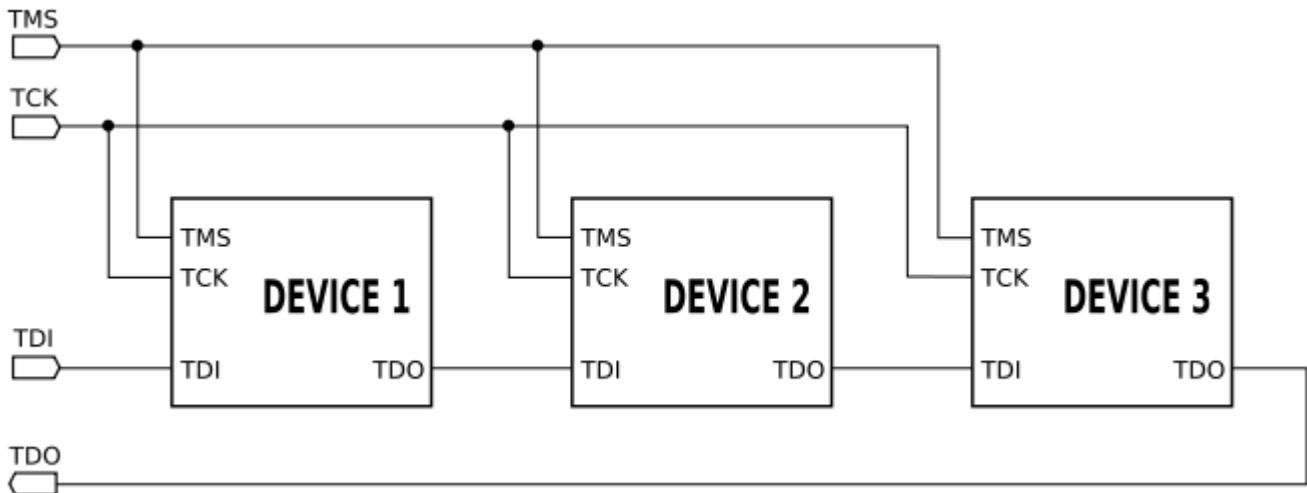 TMS
TCK
TMS TMS TMS
TCK TCK TCK
DEVICE 1 DEVICE 2 DEVICE 3
TDI
TDI TDO TDI TDO TDI TDO
TDO